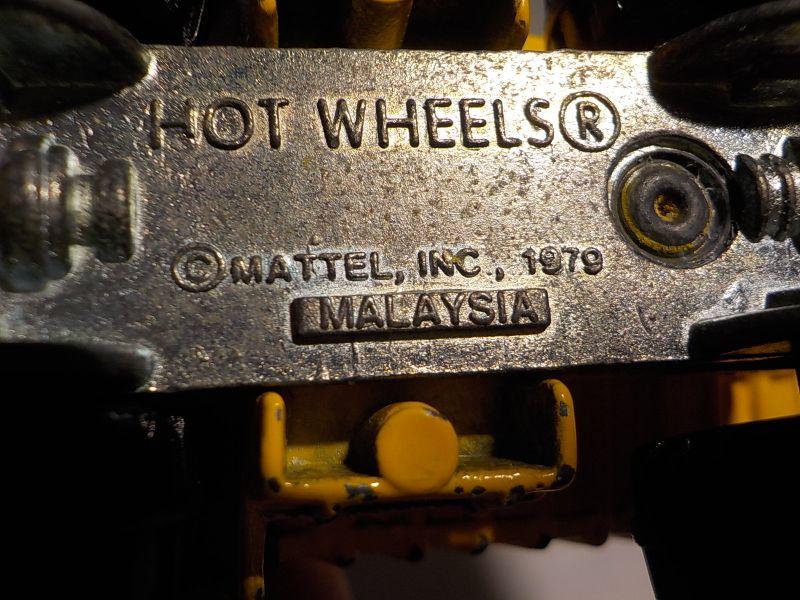 HOT WHEELS®
© MATTEL, INC., 1979
MALAYSIA